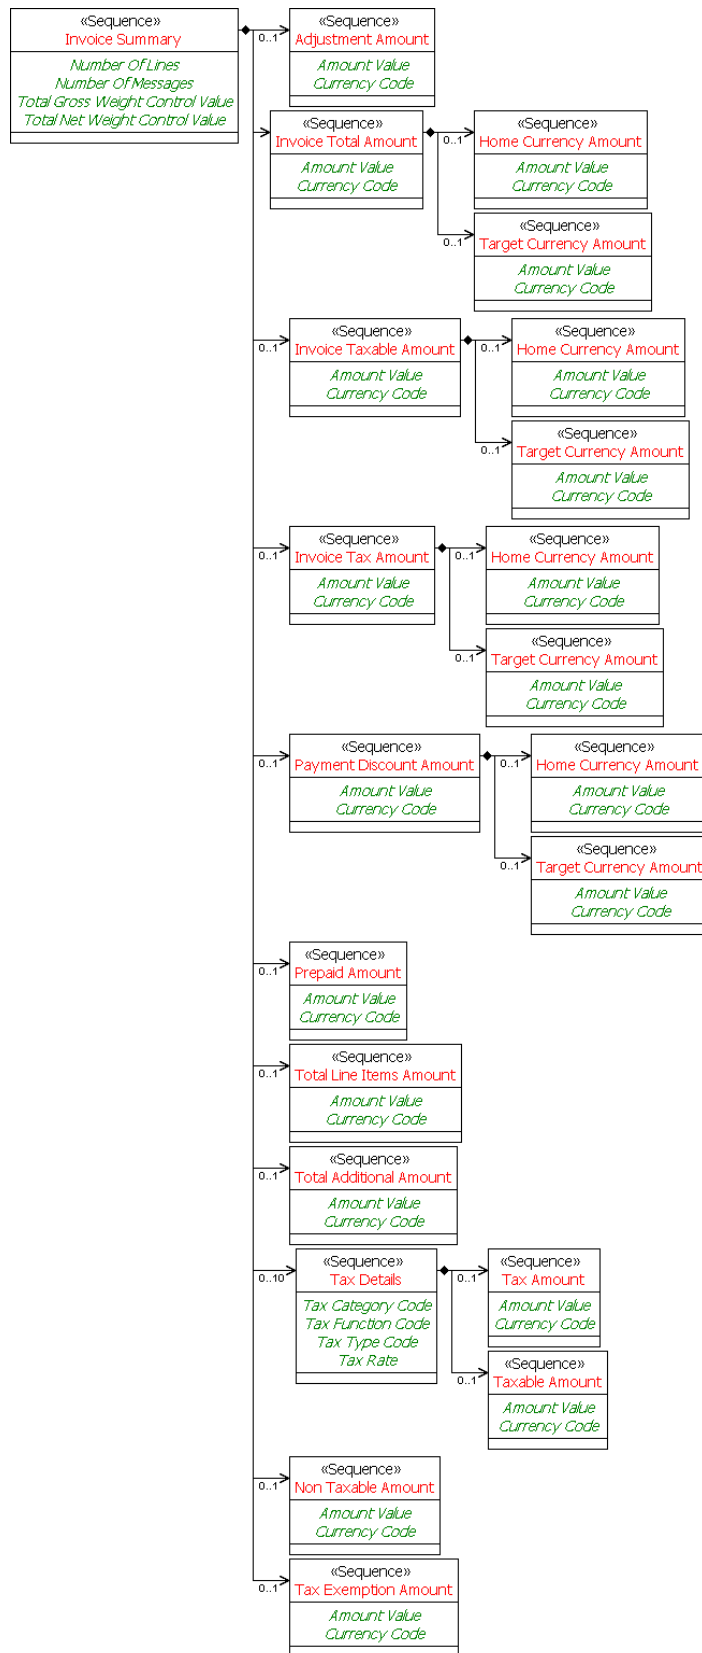 «Sequence»
Invoice Summary
Number Of Lines
Number Of Messages
Total Gross Weight Control Value
Total Net Weight Control Value
0..1
«Sequence»
Adjustment Amount
Amount Value
Currency Code
0..1
«Sequence»
Invoice Total Amount
Amount Value
Currency Code
0..1
«Sequence»
Home Currency Amount
Amount Value
Currency Code
0..1
«Sequence»
Target Currency Amount
Amount Value
Currency Code
0..1
«Sequence»
Invoice Taxable Amount
Amount Value
Currency Code
0..1
«Sequence»
Home Currency Amount
Amount Value
Currency Code
0..1
«Sequence»
Target Currency Amount
Amount Value
Currency Code
0..1
«Sequence»
Invoice Tax Amount
Amount Value
Currency Code
0..1
«Sequence»
Home Currency Amount
Amount Value
Currency Code
0..1
«Sequence»
Target Currency Amount
Amount Value
Currency Code
0..1
«Sequence»
Payment Discount Amount
Amount Value
Currency Code
0..1
«Sequence»
Home Currency Amount
Amount Value
Currency Code
0..1
«Sequence»
Target Currency Amount
Amount Value
Currency Code
0..1
«Sequence»
Prepaid Amount
Amount Value
Currency Code
0..1
«Sequence»
Total Line Items Amount
Amount Value
Currency Code
0..1
«Sequence»
Total Additional Amount
Amount Value
Currency Code
0..10
«Sequence»
Tax Details
Tax Category Code
Tax Function Code
Tax Type Code
Tax Rate
0..1
«Sequence»
Tax Amount
Amount Value
Currency Code
0..1
«Sequence»
Taxable Amount
Amount Value
Currency Code
0..1
«Sequence»
Non Taxable Amount
Amount Value
Currency Code
0..1
«Sequence»
Tax Exemption Amount
Amount Value
Currency Code